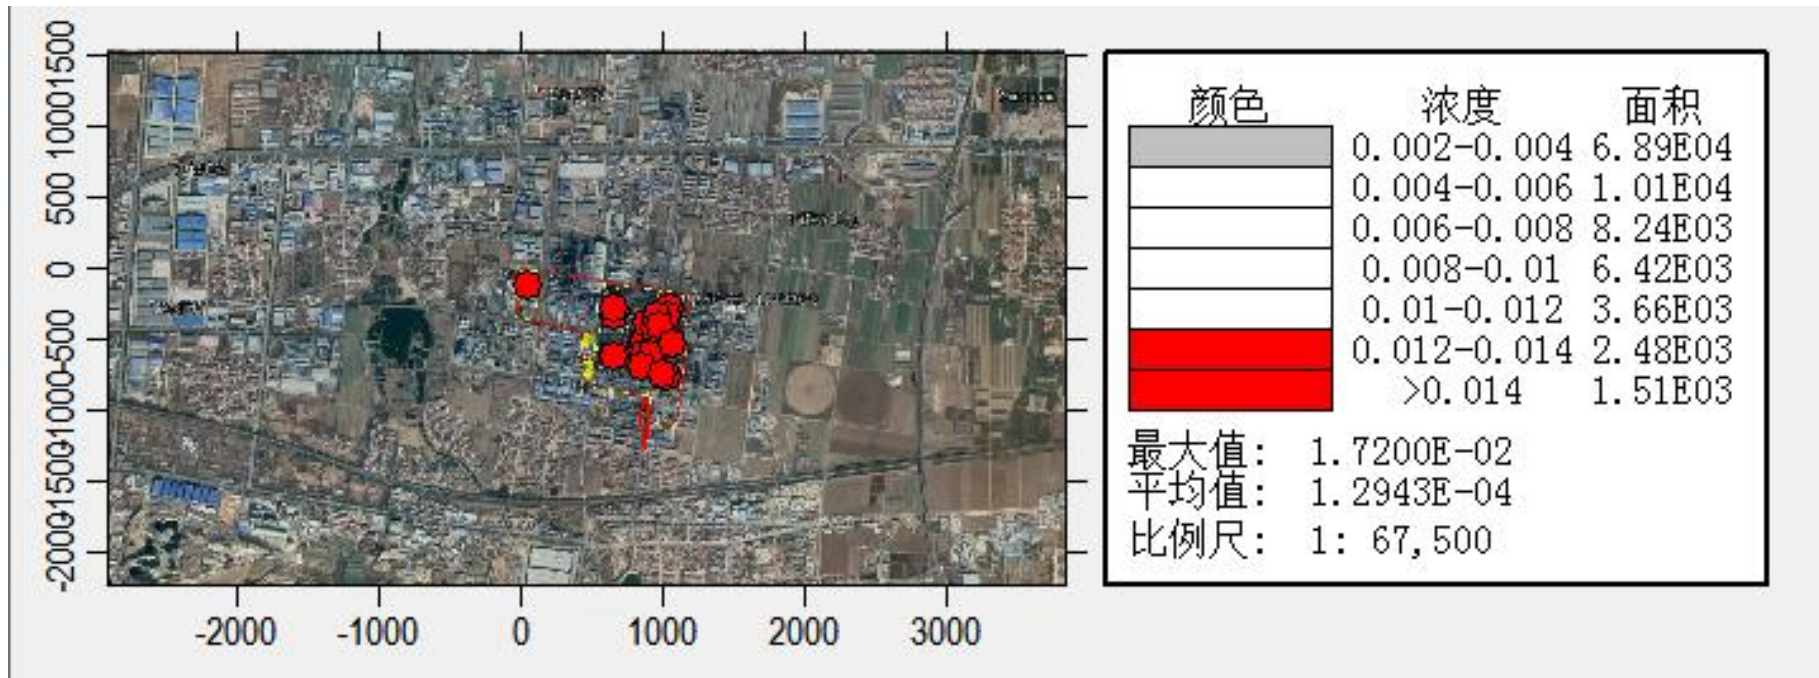 颜色 浓度 面积
0.002-0.004 6.89E04
0.004-0.006 1.01E04
0.006-0.008 8.24E03
0.008-0.01 6.42E03
0.01-0.012 3.66E03
0.012-0.014 2.48E03
>0.014 1.51E03
最大值: 1.7200E-02
平均值: 1.2943E-04
比例尺: 1: 67,500
1500
1000
500
0
-500
-1000
-1500
-2000
-2000 -1000 0 1000 2000 3000